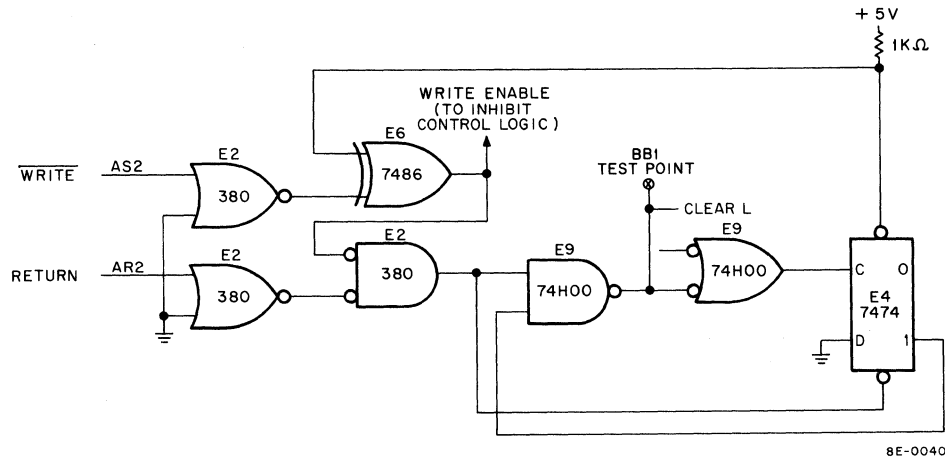 + 5V
1KΩ
WRITE ENABLE
(TO INHIBIT
CONTROL LOGIC)
E6
7486
BB1
TEST POINT
CLEAR L
WRITE
AS2
E2
380
E2
380
E9
74H00
E9
74H00
RETURN
AR2
E2
380
C
0
E4
7474
D
1
8E-0040